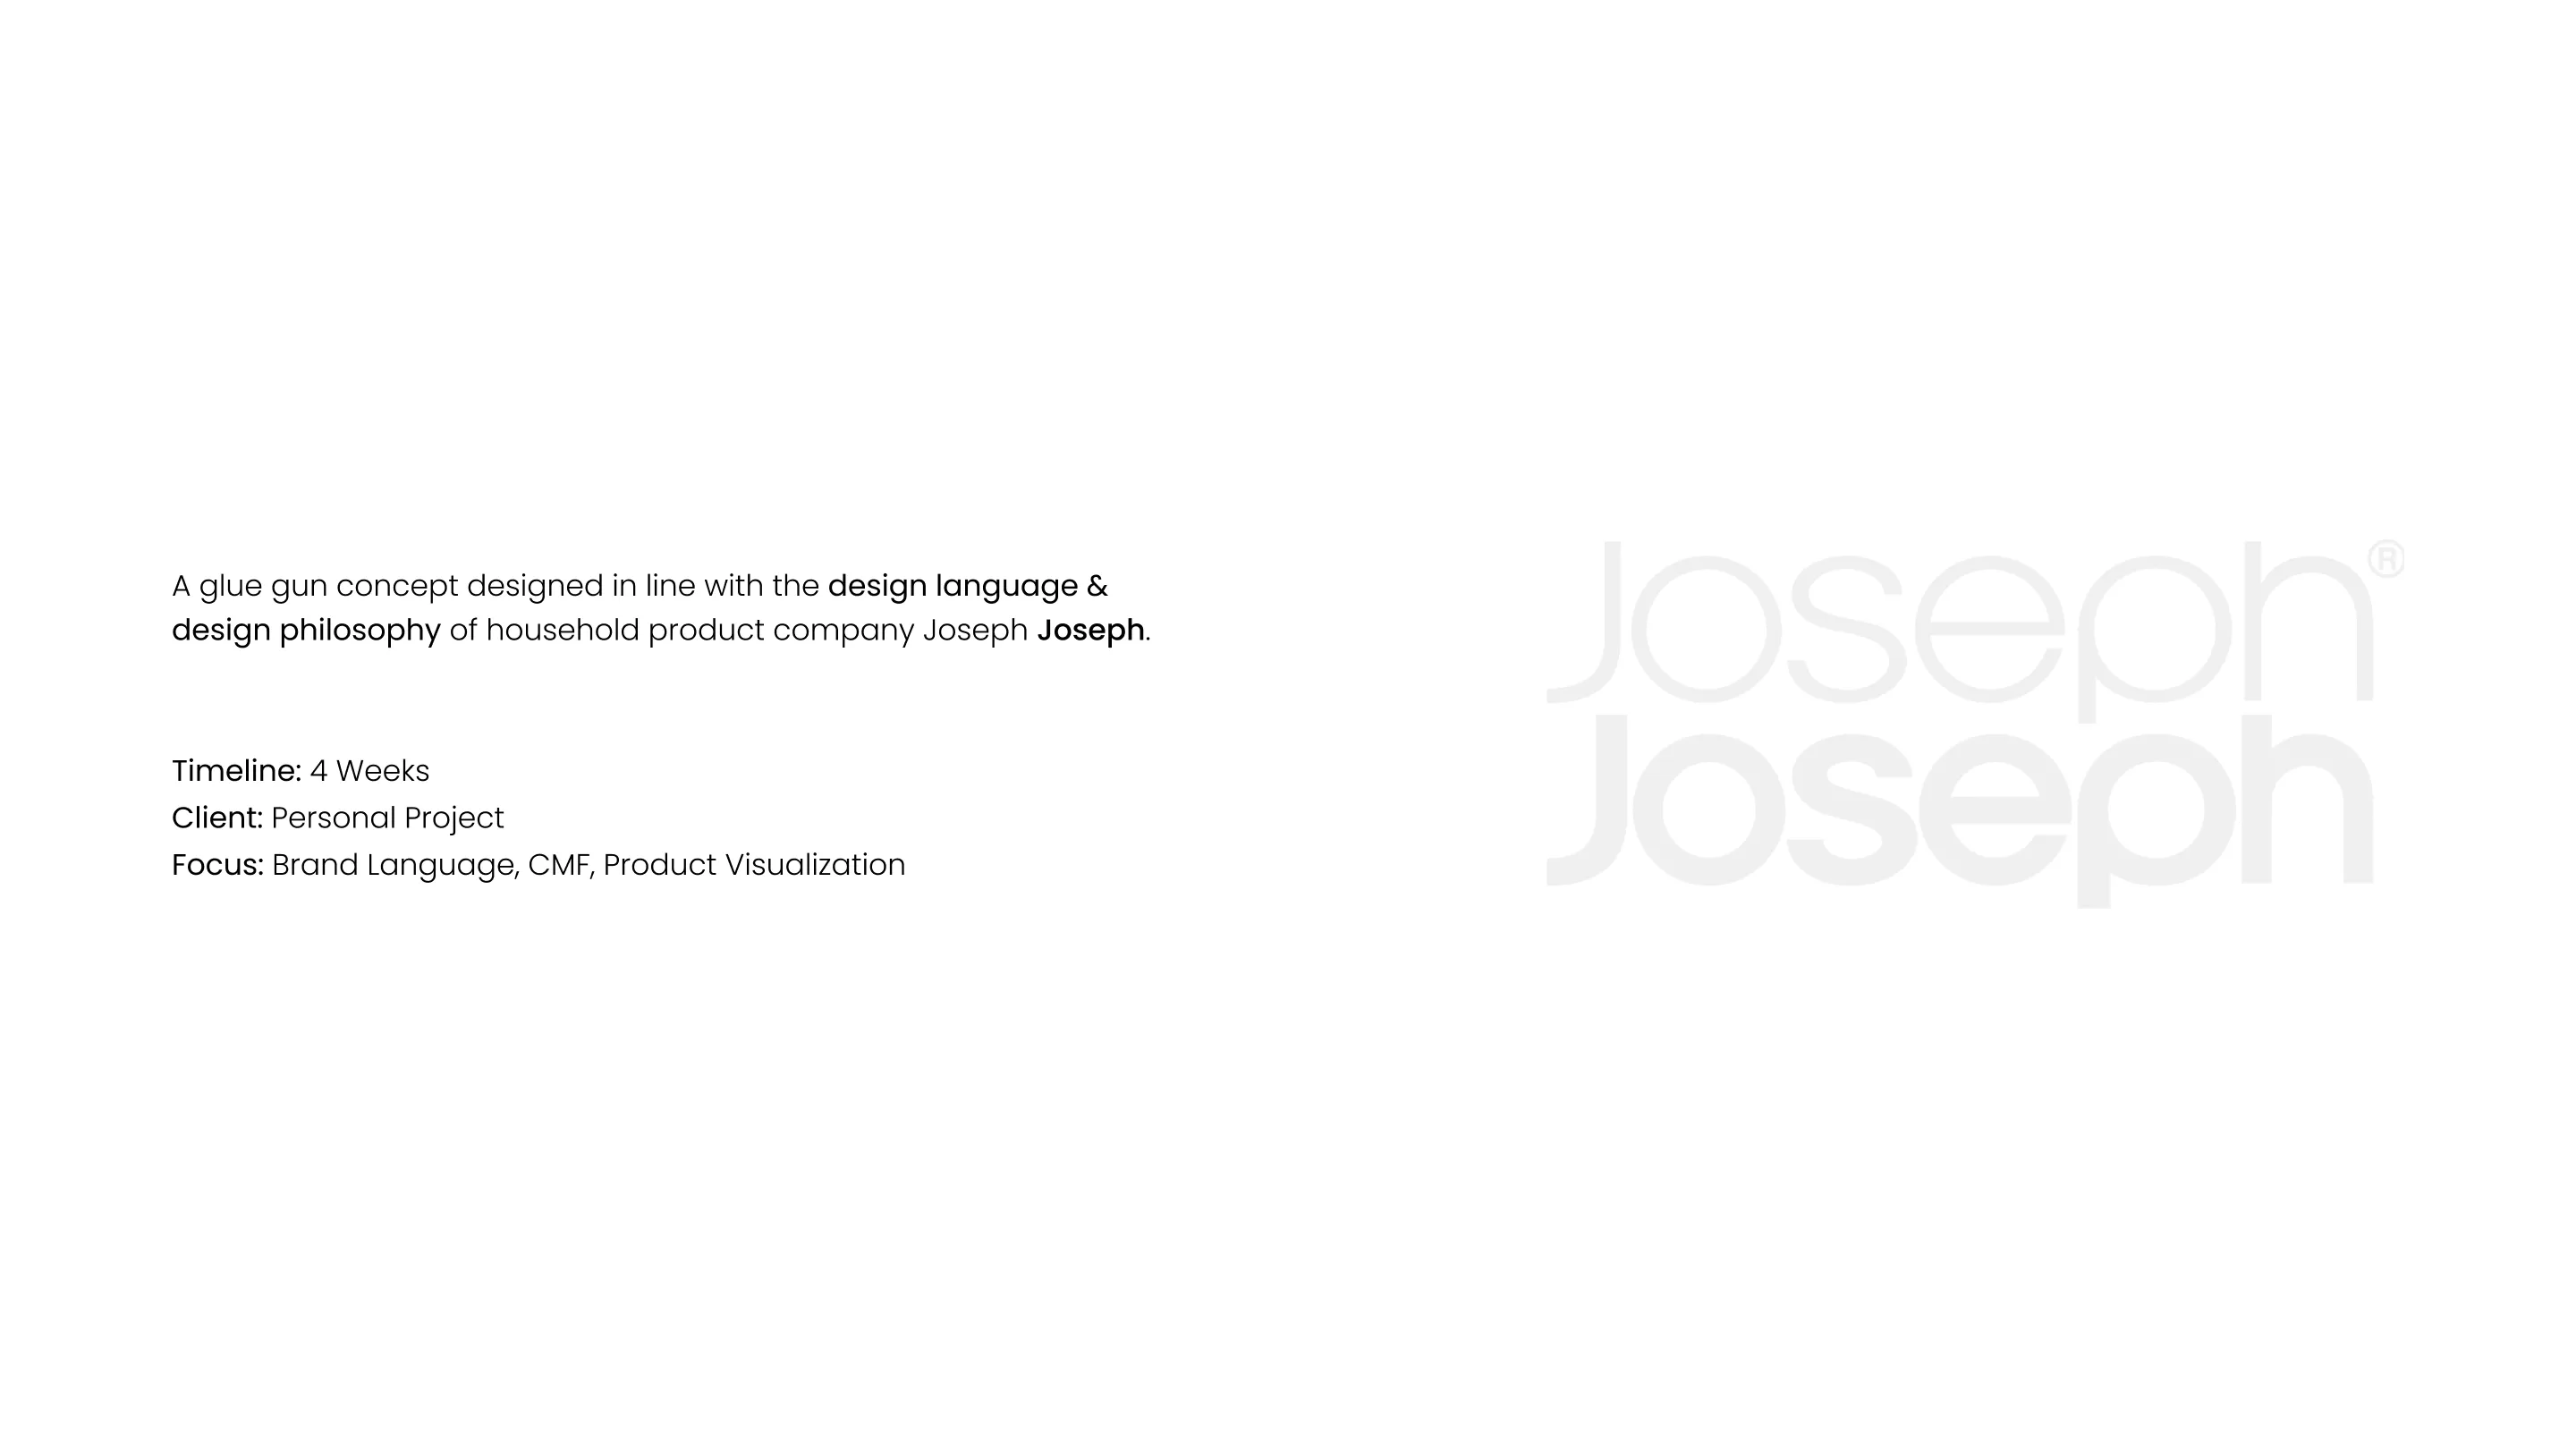 A glue gun concept designed in line with the design language &
design philosophy of household product company Joseph Joseph.
Timeline: 4 Weeks
Client: Personal Project
Focus: Brand Language, CMF, Product Visualization
Joseph®
Joseph